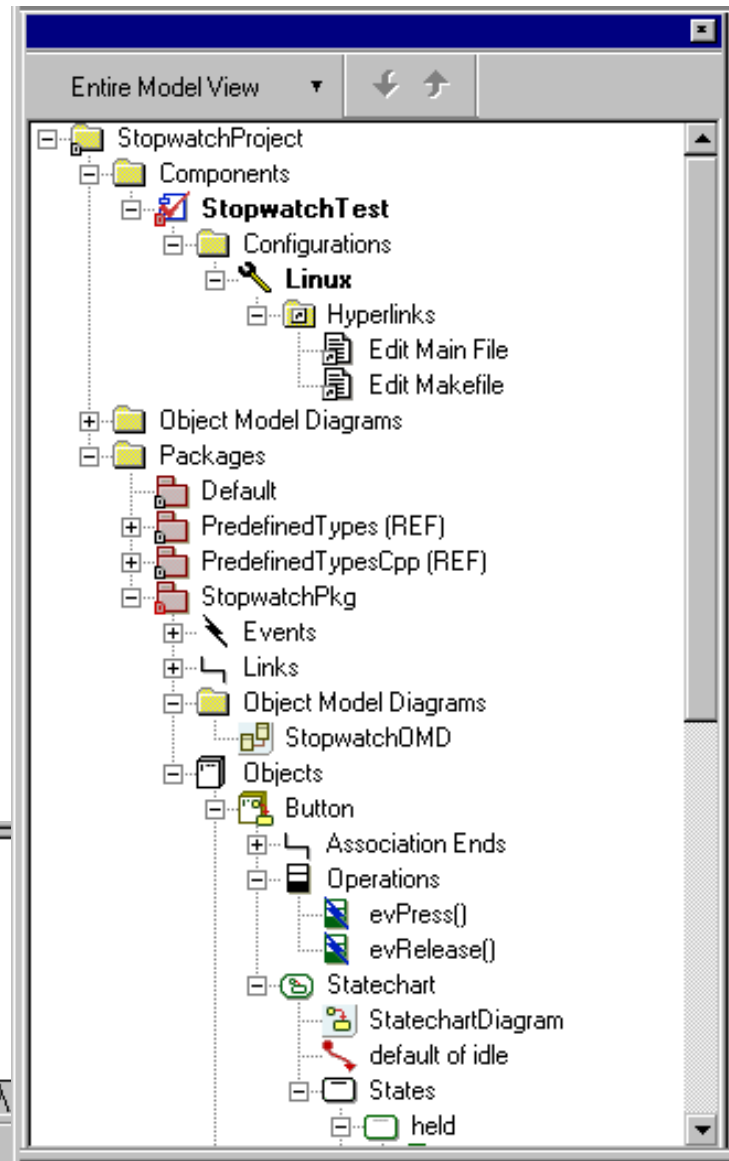 Entire Model View
StopwatchProject
Components
StopwatchTest
Configurations
Linux
Hyperlinks
Edit Main File
Edit Makefile
Object Model Diagrams
Packages
Default
PredefinedTypes (REF)
PredefinedTypesCpp (REF)
StopwatchPkg
Events
Links
Object Model Diagrams
StopwatchOMD
Objects
Button
Association Ends
Operations
evPress()
evRelease()
Statechart
StatechartDiagram
default of idle
States
held